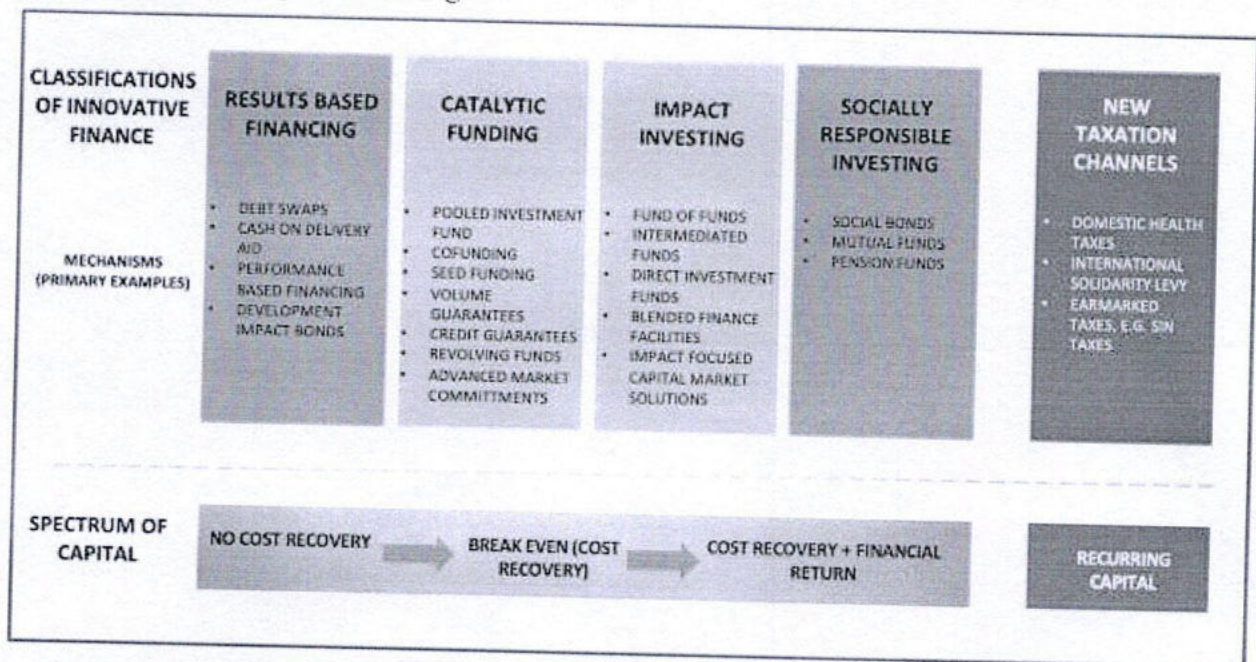 CLASSIFICATIONS
OF INNOVATIVE
FINANCE
RESULTS BASED
FINANCING
CATALYTIC
FUNDING
IMPACT
INVESTING
SOCIALLY
RESPONSIBLE
INVESTING
NEW
TAXATION
CHANNELS
MECHANISMS
(PRIMARY EXAMPLES)
• DEBT SWAPS
• CASH ON DELIVERY
AID
• PERFORMANCE
BASED FINANCING
• DEVELOPMENT
IMPACT BONDS
• POOLED INVESTMENT
FUND
• COFUNDING
• SEED FUNDING
• VOLUME
GUARANTEES
• CREDIT GUARANTEES
• REVOLVING FUNDS
• ADVANCED MARKET
COMMITTMENTS
• FUND OF FUNDS
• INTERMEDIATED
FUNDS
• DIRECT INVESTMENT
FUNDS
• BLENDED FINANCE
FACILITIES
• IMPACT FOCUSED
CAPITAL MARKET
SOLUTIONS
• SOCIAL BONDS
• MUTUAL FUNDS
• PENSION FUNDS
• DOMESTIC HEALTH
TAXES
• INTERNATIONAL
SOLIDARITY LEVY
• EARMARKED
TAXES, E.G. SIN
TAXES
SPECTRUM OF
CAPITAL
NO COST RECOVERY
BREAK EVEN (COST
RECOVERY)
COST RECOVERY + FINANCIAL
RETURN
RECURRING
CAPITAL